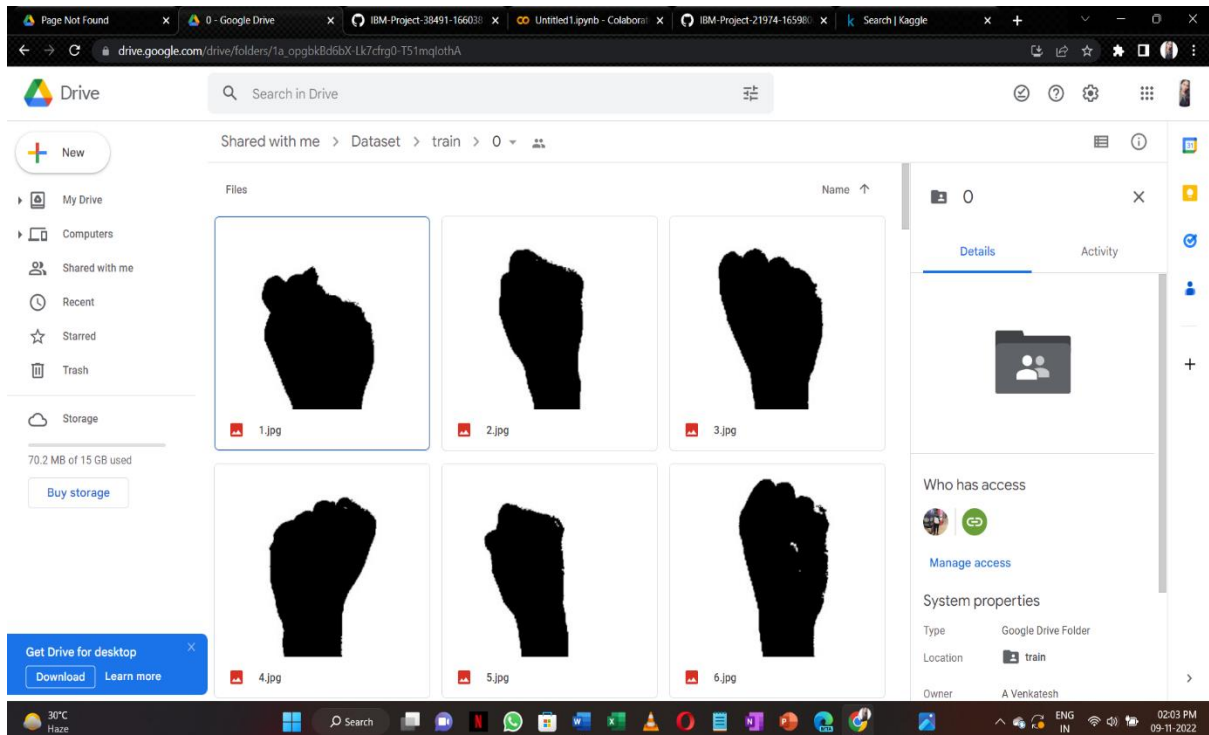 Page Not Found
0 - Google Drive
IBM-Project-38491-166038
Untitled1.ipynb - Colaborat
IBM-Project-21974-165980
Search | Kaggle
drive.google.com/drive/folders/1a_opgbkBd6bX-Lk7cfrg0-T51mqIothA
Drive
Search in Drive
New
Shared with me > Dataset > train > 0
My Drive
Computers
Shared with me
Recent
Starred
Trash
Storage
70.2 MB of 15 GB used
Buy storage
Get Drive for desktop
Download Learn more
Files Name
1.jpg 2.jpg 3.jpg
4.jpg 5.jpg 6.jpg
0
Details Activity
Who has access
Manage access
System properties
Type Google Drive Folder
Location train
Owner A Venkatesh
31
30°C
Haze
Search
ENG
IN
02:03 PM
09-11-2022